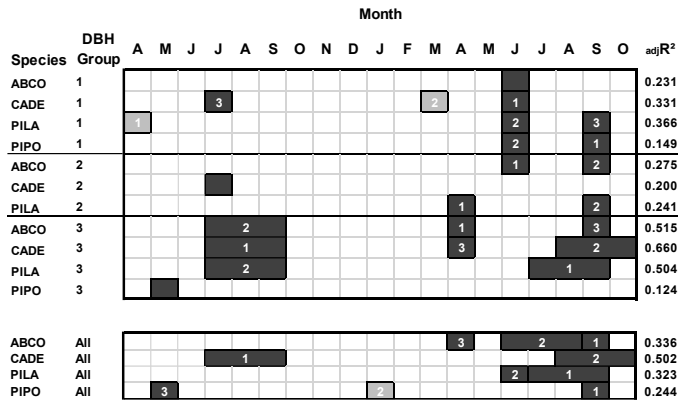 Month
Species DBH Group A M J J A S O N D J F M A M J J A S O adjR²
ABCO 1 0.231
CADE 1 3 2 1 0.331
PILA 1 1 2 3 0.366
PIPO 1 2 1 0.149
ABCO 2 1 2 0.275
CADE 2 0.200
PILA 2 1 2 0.241
ABCO 3 2 1 3 0.515
CADE 3 1 3 2 0.660
PILA 3 2 1 0.504
PIPO 3 0.124
ABCO All 3 2 1 0.336
CADE All 1 2 0.502
PILA All 2 1 0.323
PIPO All 3 2 1 0.244